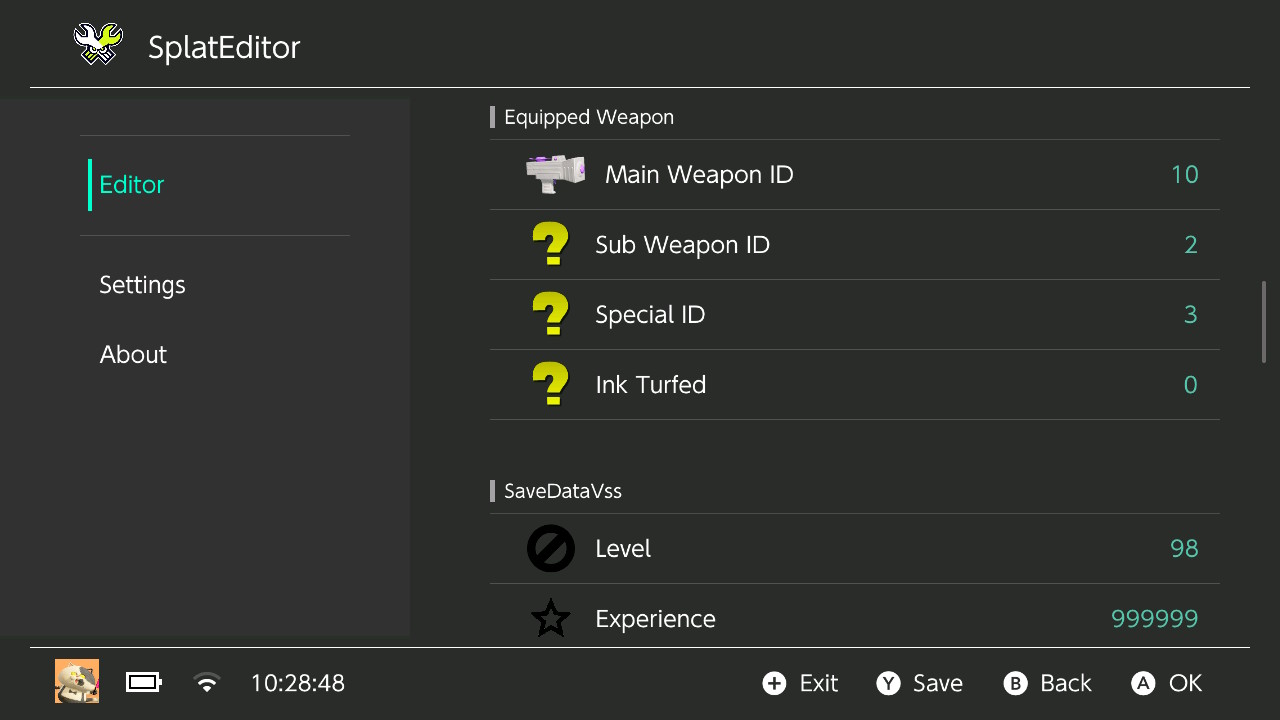 SplatEditor
Editor
Settings
About
Equipped Weapon
Main Weapon ID 10
Sub Weapon ID 2
Special ID 3
Ink Turfed 0
SaveDataVss
Level 98
Experience 999999
10:28:48
+ Exit Y Save B Back A OK